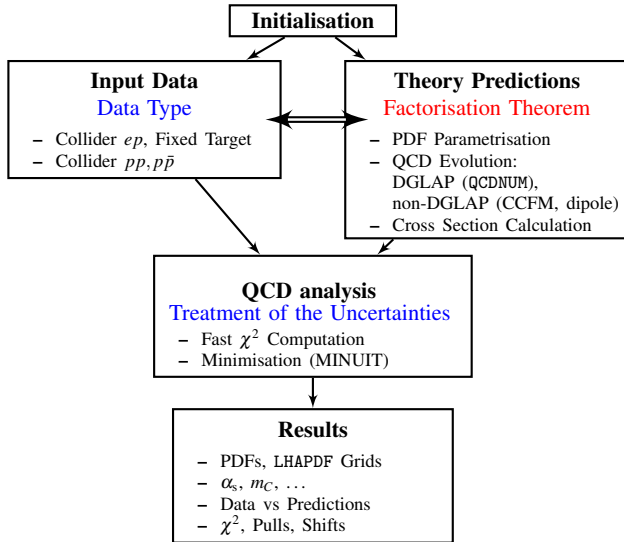 Initialisation
Input Data
Data Type
– Collider ep, Fixed Target
– Collider pp, pp̄
Theory Predictions
Factorisation Theorem
– PDF Parametrisation
– QCD Evolution:
DGLAP (QCDNUM),
non-DGLAP (CCFM, dipole)
– Cross Section Calculation
QCD analysis
Treatment of the Uncertainties
– Fast χ² Computation
– Minimisation (MINUIT)
Results
– PDFs, LHAPDF Grids
– αₛ, m_C, …
– Data vs Predictions
– χ², Pulls, Shifts